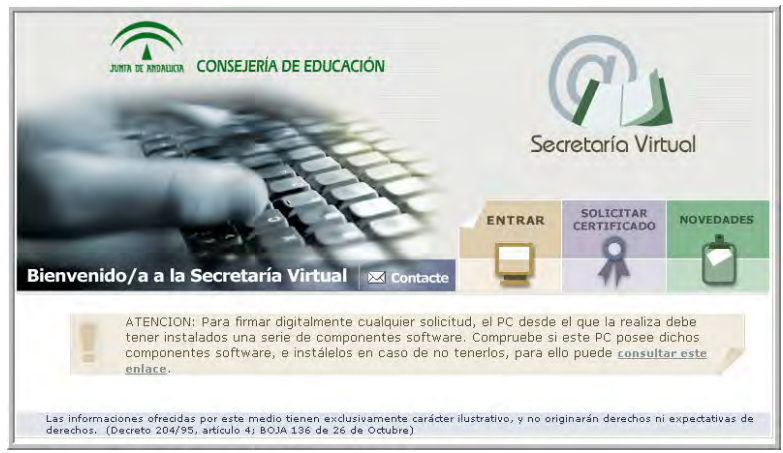 JUNTA DE ANDALUCIA
CONSEJERÍA DE EDUCACIÓN
Secretaría Virtual
ENTRAR
SOLICITAR
CERTIFICADO
NOVEDADES
Bienvenido/a a la Secretaría Virtual
Contacte
ATENCION: Para firmar digitalmente cualquier solicitud, el PC desde el que la realiza debe
tener instalados una serie de componentes software. Compruebe si este PC posee dichos
componentes software, e instálelos en caso de no tenerlos, para ello puede consultar este
enlace.
Las informaciones ofrecidas por este medio tienen exclusivamente carácter ilustrativo, y no originarán derechos ni expectativas de
derechos. (Decreto 204/95, artículo 4; BOJA 136 de 26 de Octubre)